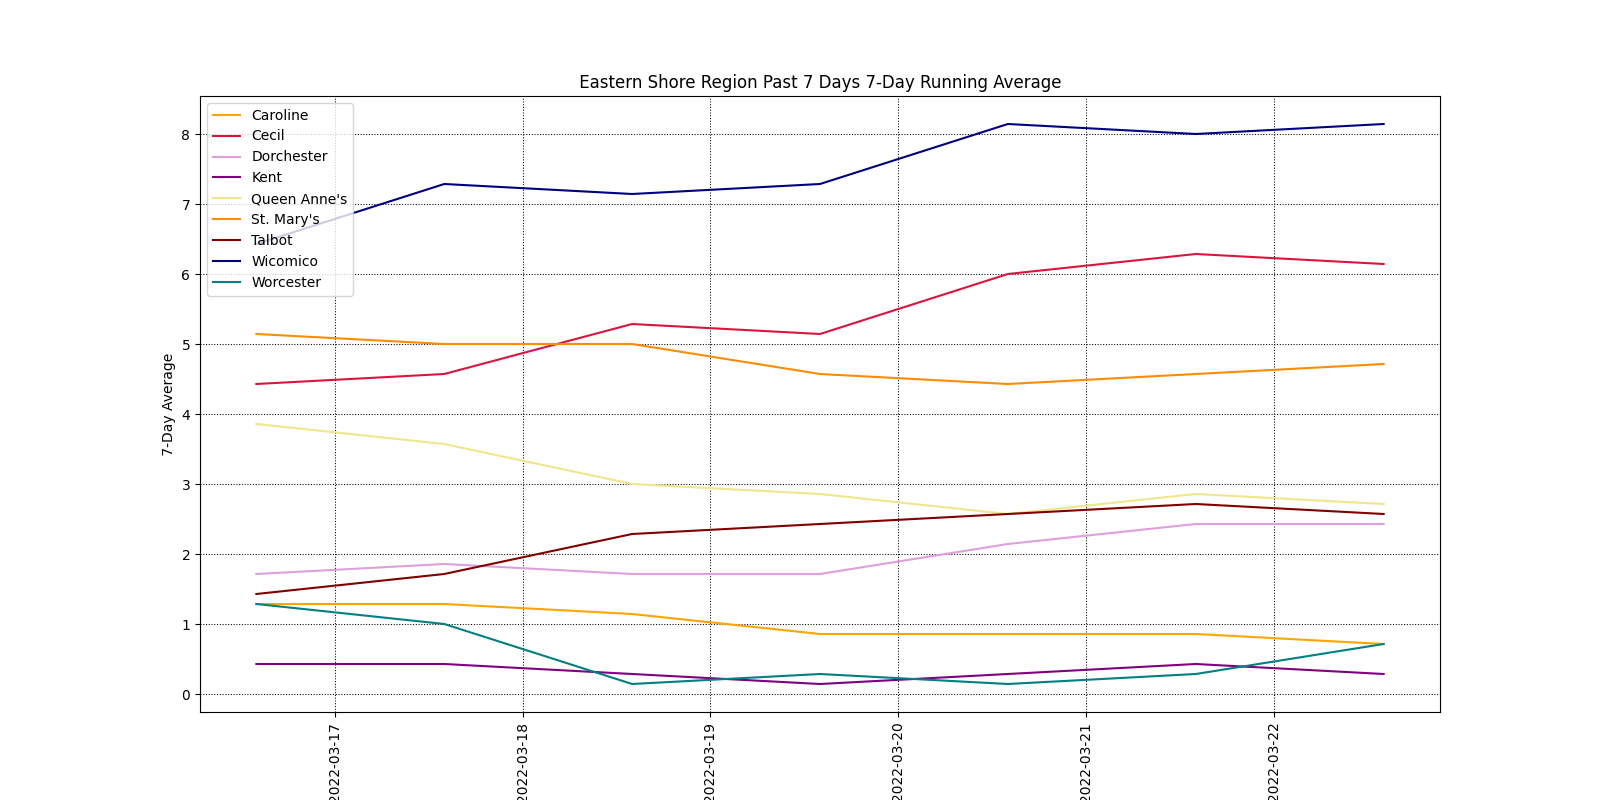 Eastern Shore Region Past 7 Days 7-Day Running Average
Caroline
Cecil
Dorchester
Kent
Queen Anne's
St. Mary's
Talbot
Wicomico
Worcester
7-Day Average
8
7
6
5
4
3
2
1
0
2022-03-17
2022-03-18
2022-03-19
2022-03-20
2022-03-21
2022-03-22